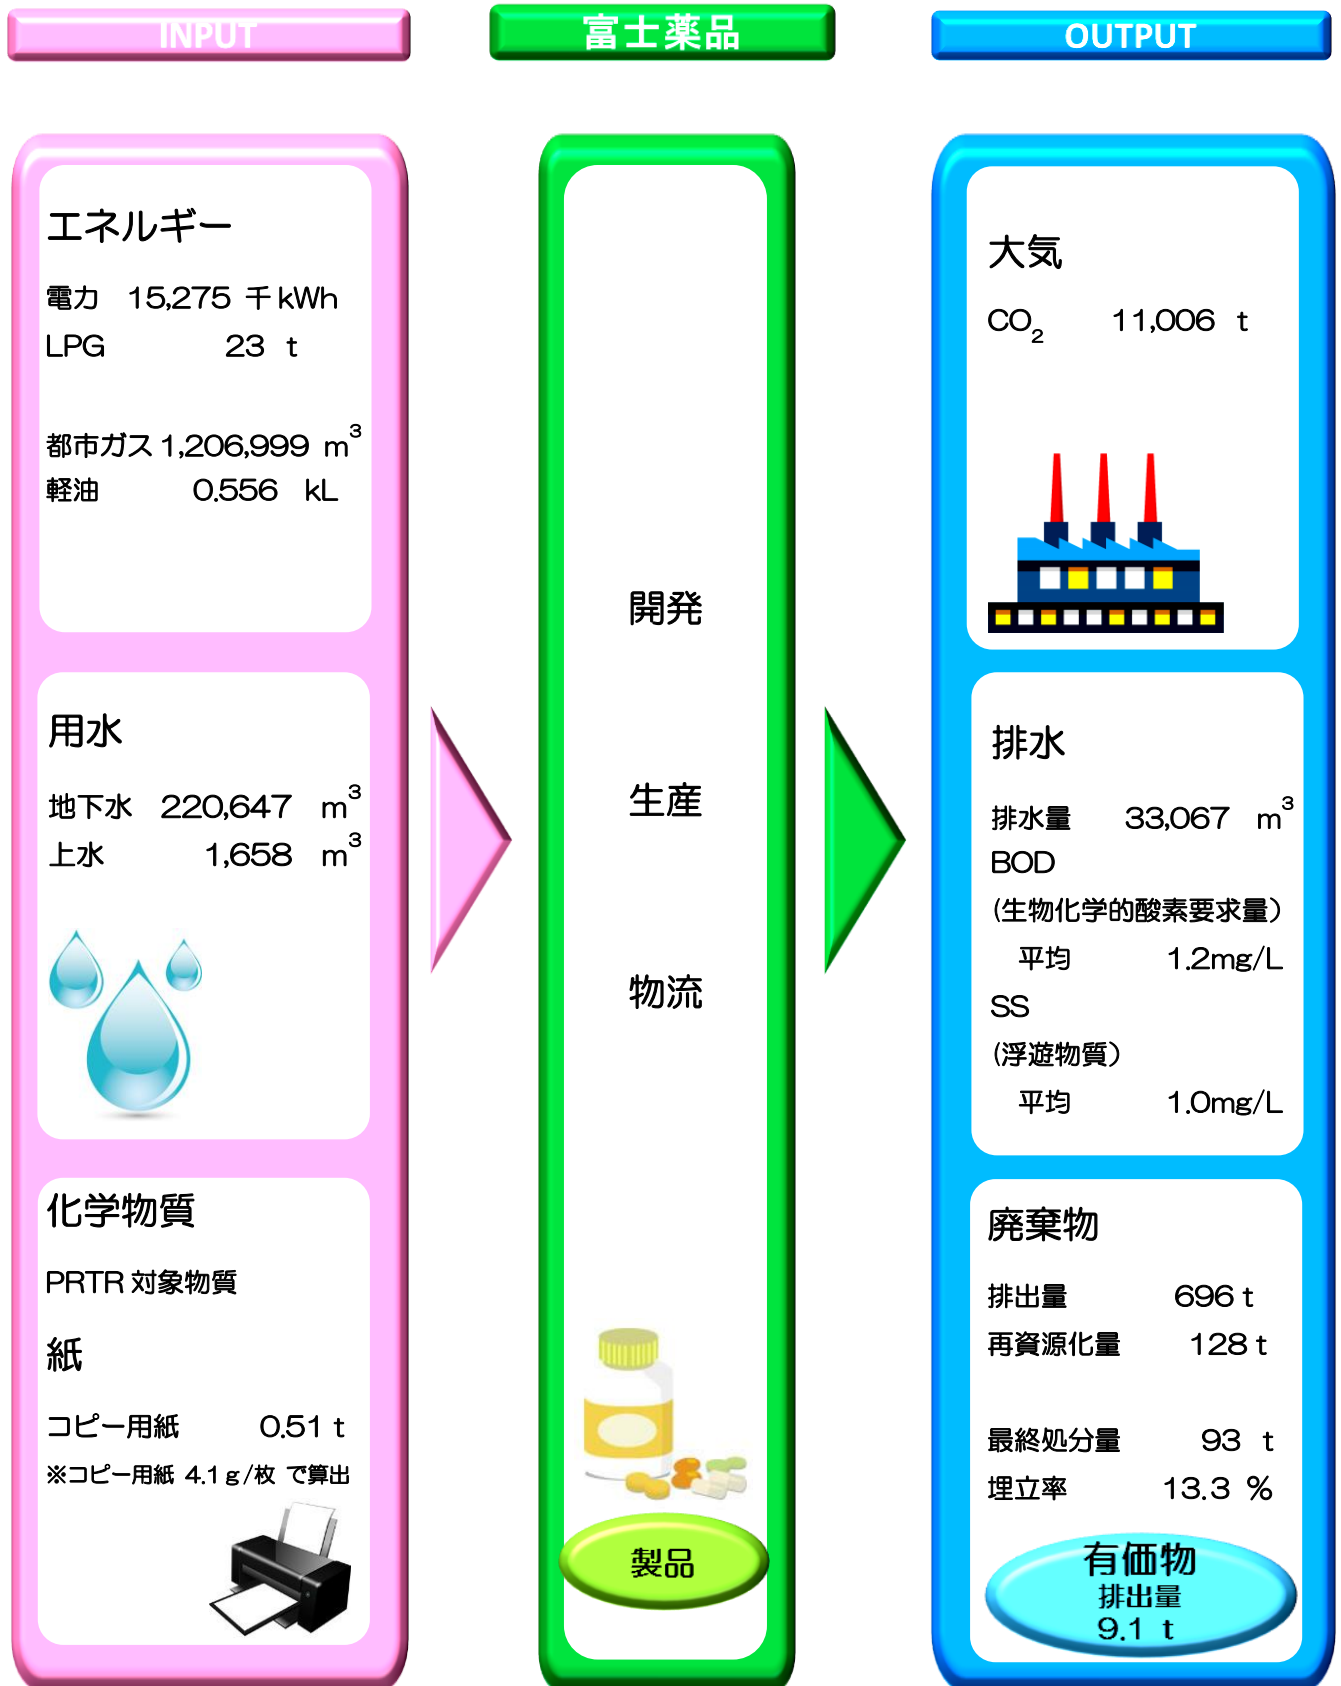 INPUT
富士薬品
OUTPUT
エネルギー
電力 15,275 千kWh
LPG 23 t
都市ガス 1,206,999 m³
軽油 0.556 kL
用水
地下水 220,647 m³
上水 1,658 m³
化学物質
PRTR 対象物質
紙
コピー用紙 0.51 t
※コピー用紙 4.1g/枚 で算出
開発
生産
物流
製品
大気
CO₂ 11,006 t
排水
排水量 33,067 m³
BOD
(生物化学的酸素要求量)
平均 1.2mg/L
SS
(浮遊物質)
平均 1.0mg/L
廃棄物
排出量 696 t
再資源化量 128 t
最終処分量 93 t
埋立率 13.3 %
有価物
排出量
9.1 t